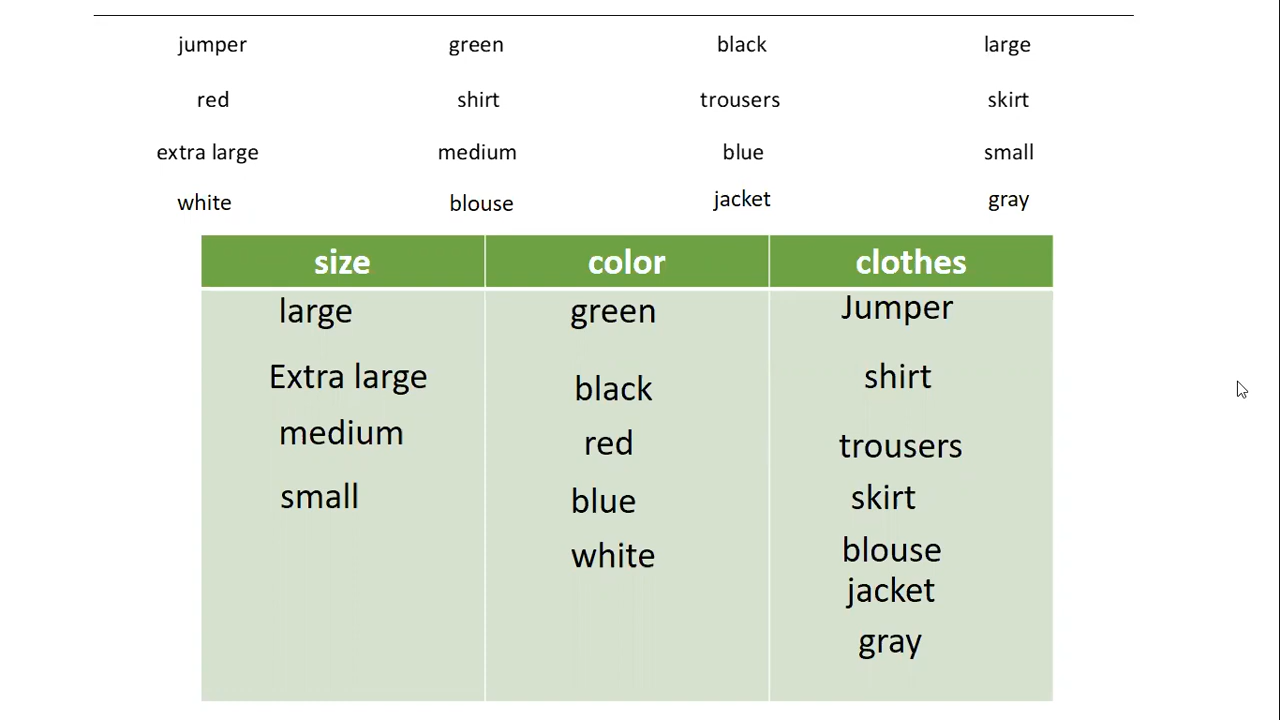 jumper green black large
red shirt trousers skirt
extra large medium blue small
white blouse jacket gray
size color clothes
large green Jumper
Extra large black shirt
medium red trousers
small blue skirt
white blouse
jacket
gray